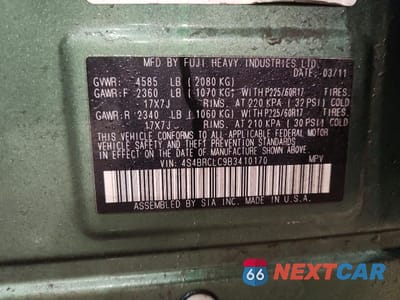 MFD BY FUJI HEAVY INDUSTRIES LTD.
03/11
GVWR: 4585 LB (2080 KG)
GAWR:F 2360 LB (1070 KG) WITH P225/60R17 TIRES.
17X7J RIMS. AT 220 KPA (32 PSI) COLD
GAWR:R 2340 LB (1060 KG) WITH P225/60R17 TIRES.
17X7J RIMS. AT 210 KPA (30 PSI) COLD
THIS VEHICLE CONFORMS TO ALL APPLICABLE
FEDERAL MOTOR VEHICLE SAFETY STANDARDS IN
EFFECT ON THE DATE OF MANUFACTURE SHOWN ABOVE.
VIN: 4S4BRCLC9B3410170 MPV
ASSEMBLED BY SIA INC. MADE IN U.S.A.
66 NEXTCAR